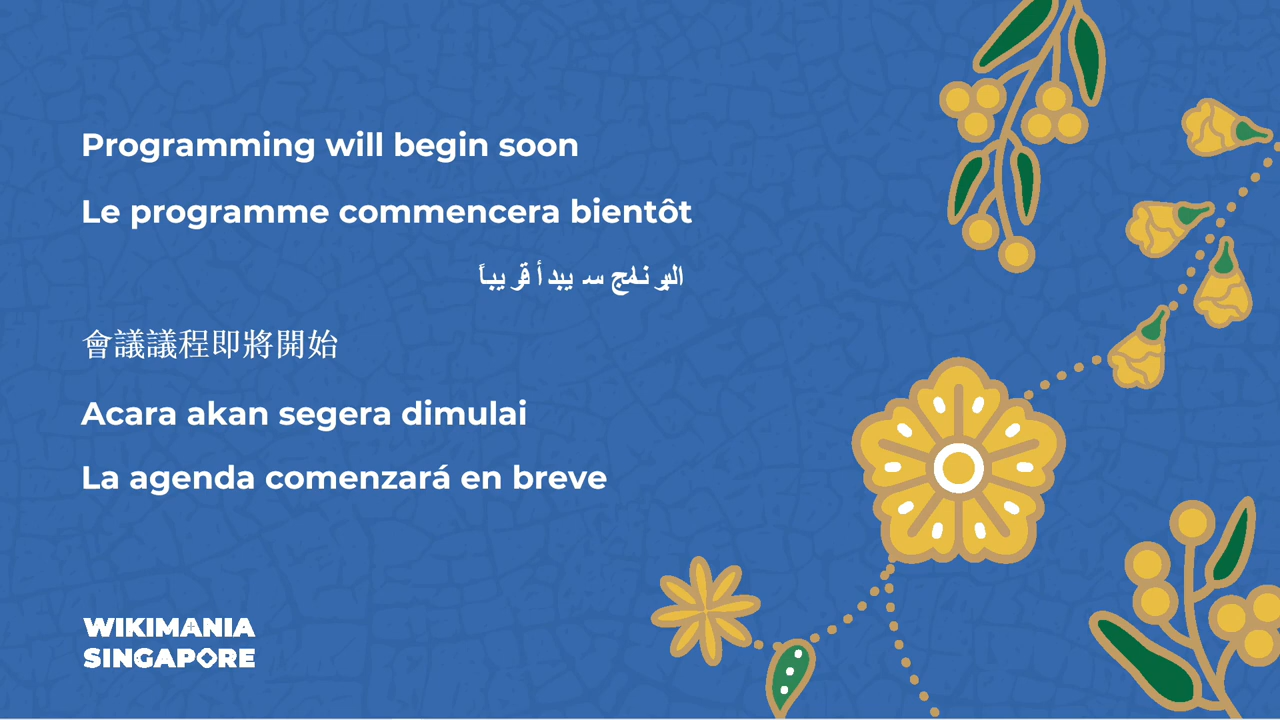 Programming will begin soon
Le programme commencera bientôt
البرنامج سيبدأ قريباً
會議議程即將開始
Acara akan segera dimulai
La agenda comenzará en breve
WIKIMANIA
SINGAPORE